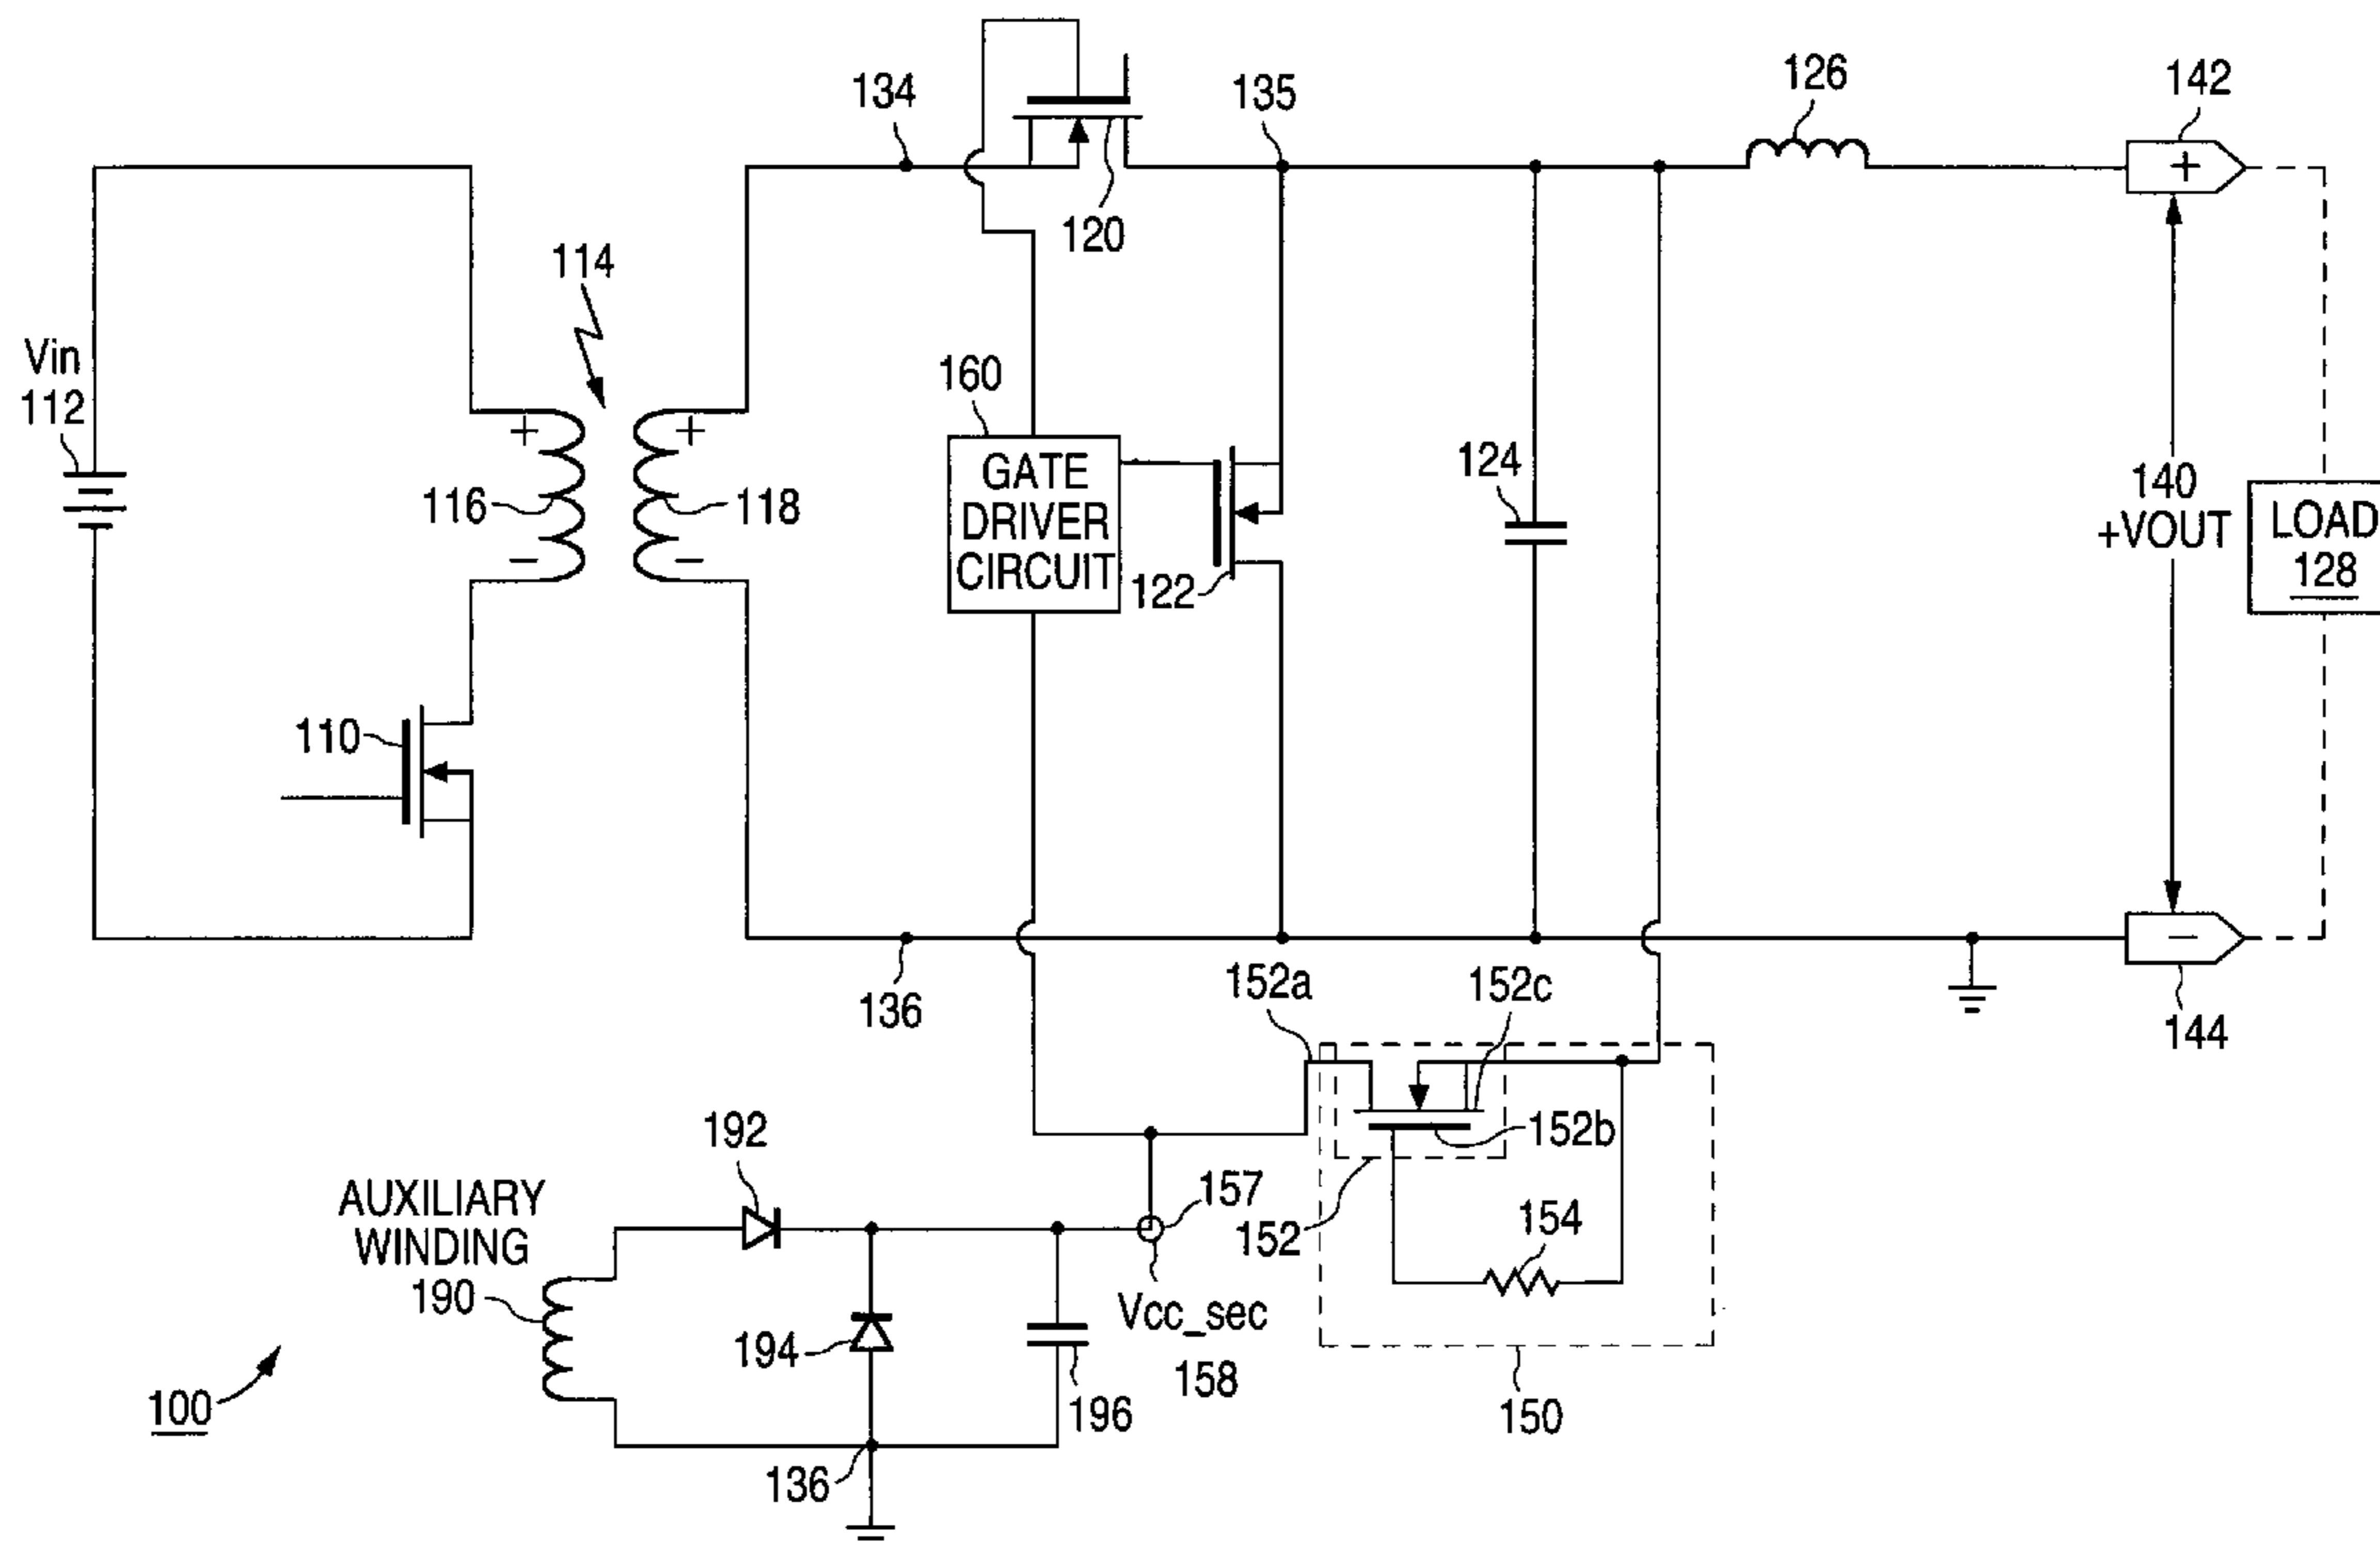 126
142
134
135
+
120
114
Vin
112
160
+
+
124
140
+VOUT
LOAD
128
GATE
DRIVER
CIRCUIT
116
118
122
−
−
110
−
152a
152c
136
144
192
152b
AUXILIARY
WINDING
190
157
152
154
Vcc_sec
158
194
196
150
100
136